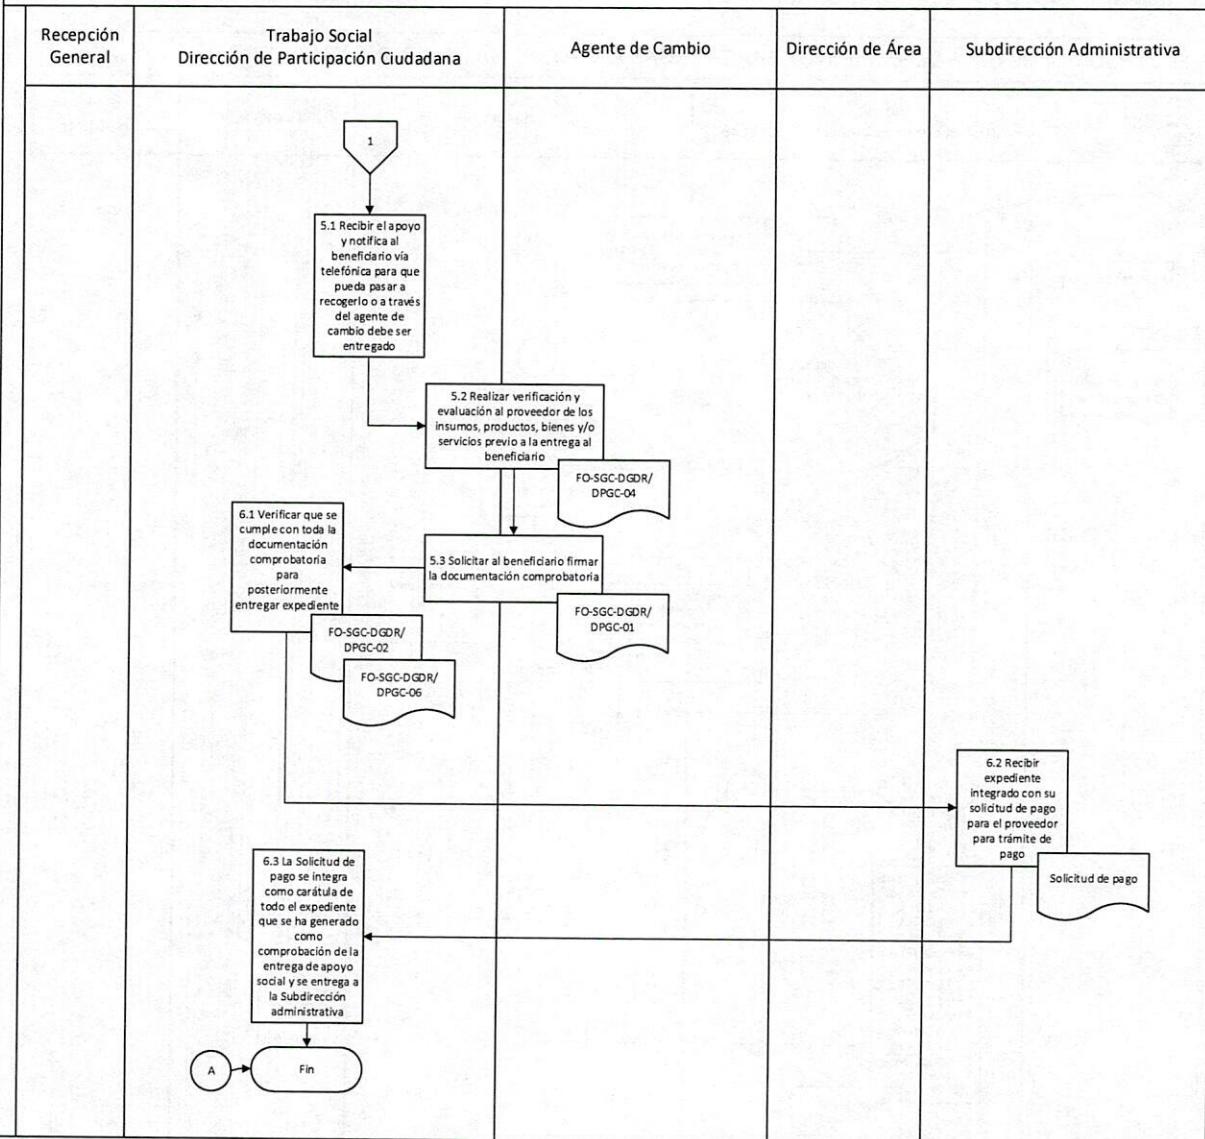 Recepción
General
Trabajo Social
Dirección de Participación Ciudadana
Agente de Cambio
Dirección de Área
Subdirección Administrativa
1
5.1 Recibir el apoyo
y notifica al
beneficiario vía
telefónica para que
pueda pasar a
recogerlo o a través
del agente de
cambio debe ser
entregado
5.2 Realizar verificación y
evaluación al proveedor de los
insumos, productos, bienes y/o
servicios previo a la entrega al
beneficiario
FO-SGC-DGDR/
DPGC-04
5.3 Solicitar al beneficiario firmar
la documentación comprobatoria
FO-SGC-DGDR/
DPGC-01
6.1 Verificar que se
cumple con toda la
documentación
comprobatoria
para
posteriormente
entregar expediente
FO-SGC-DGDR/
DPGC-02
FO-SGC-DGDR/
DPGC-06
6.2 Recibir
expediente
integrado con su
solicitud de pago
para el proveedor
para trámite de
pago
Solicitud de pago
6.3 La Solicitud de
pago se integra
como carátula de
todo el expediente
que se ha generado
como
comprobación de la
entrega de apoyo
social y se entrega a
la Subdirección
administrativa
A
Fin